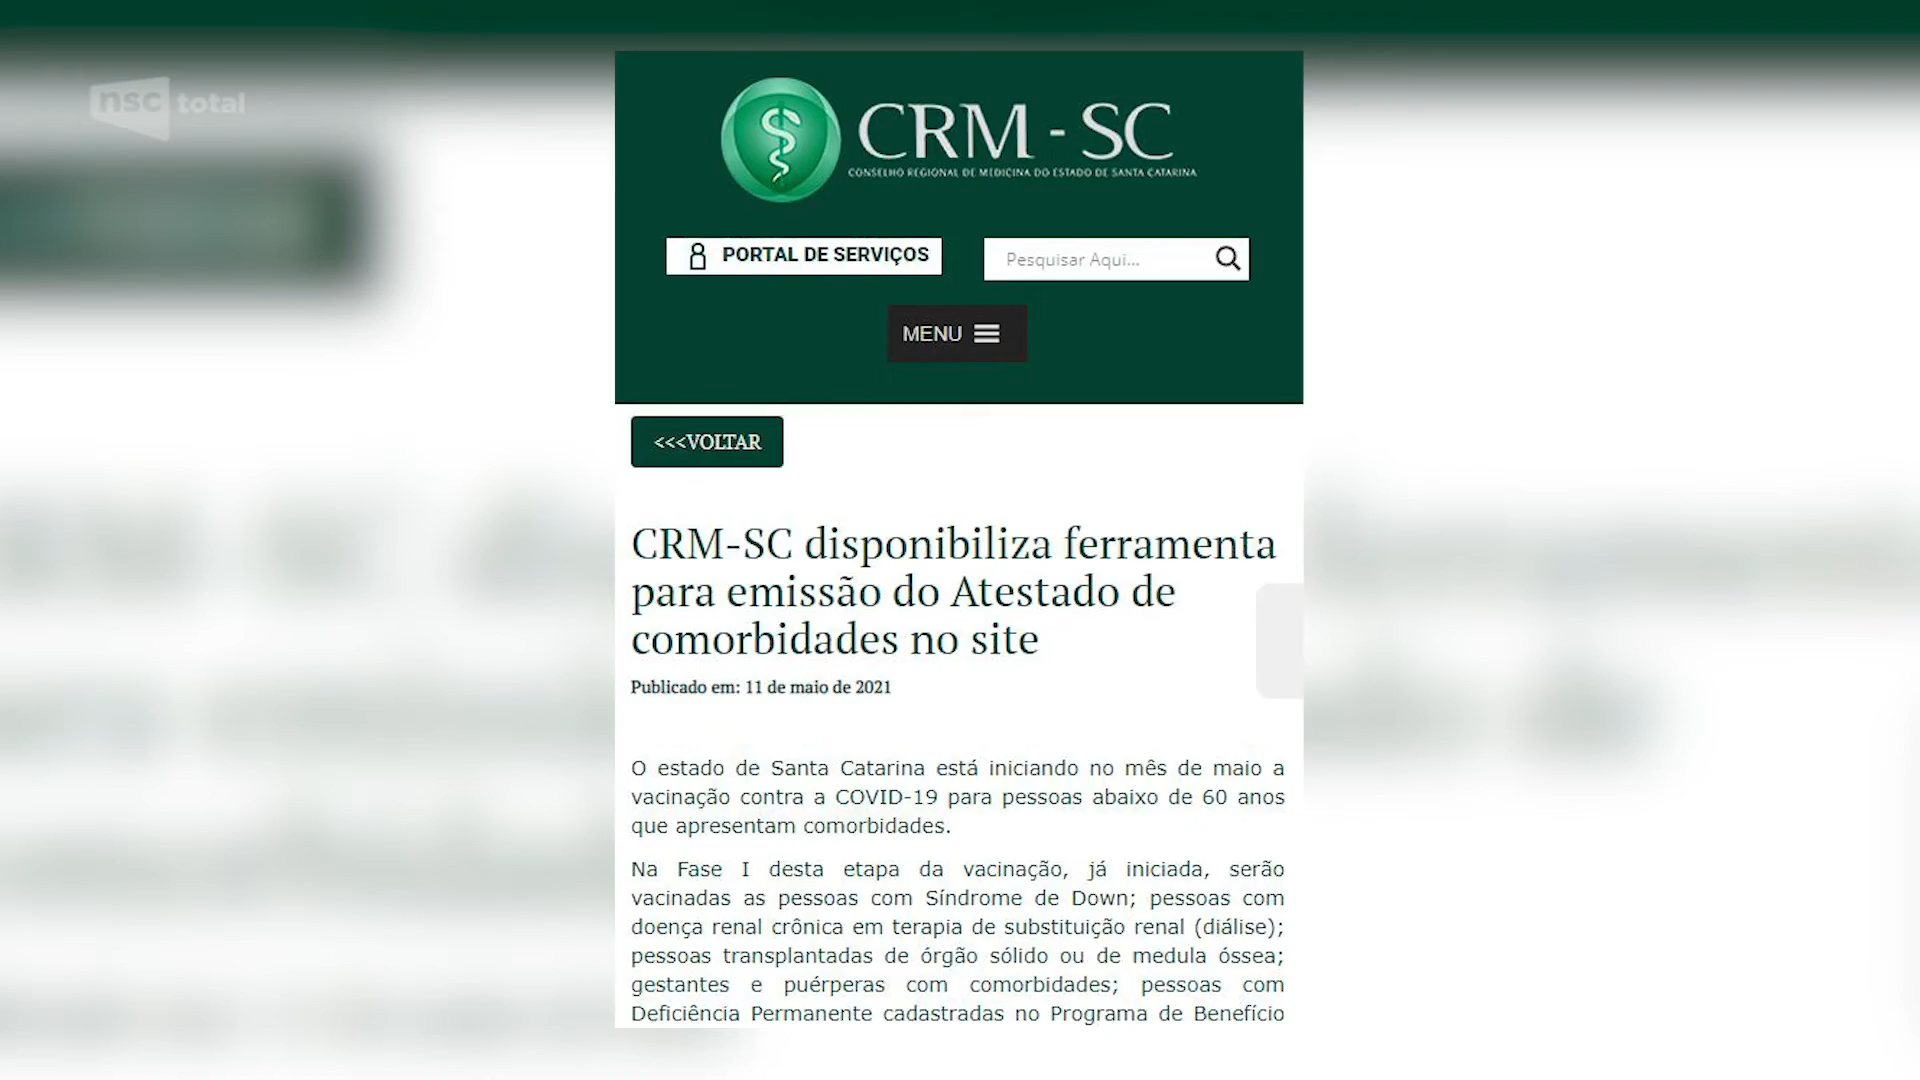 nsc total
CRM - SC
CONSELHO REGIONAL DE MEDICINA DO ESTADO DE SANTA CATARINA
PORTAL DE SERVIÇOS
Pesquisar Aqui...
MENU
<<<VOLTAR
CRM-SC disponibiliza ferramenta
para emissão do Atestado de
comorbidades no site
Publicado em: 11 de maio de 2021
O estado de Santa Catarina está iniciando no mês de maio a
vacinação contra a COVID-19 para pessoas abaixo de 60 anos
que apresentam comorbidades.
Na Fase I desta etapa da vacinação, já iniciada, serão
vacinadas as pessoas com Síndrome de Down; pessoas com
doença renal crônica em terapia de substituição renal (diálise);
pessoas transplantadas de órgão sólido ou de medula óssea;
gestantes e puérperas com comorbidades; pessoas com
Deficiência Permanente cadastradas no Programa de Benefício